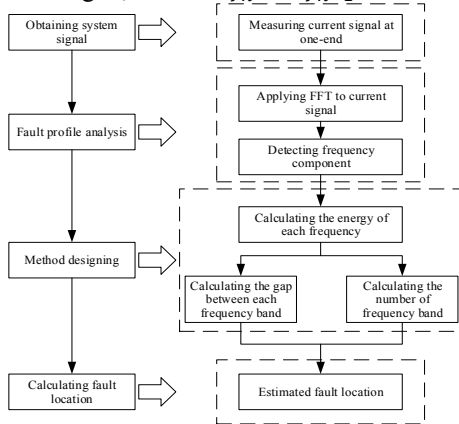 Obtaining system
signal
Measuring current signal at
one-end
Applying FFT to current
signal
Fault profile analysis
Detecting frequency
component
Calculating the energy of
each frequency
Method designing
Calculating the gap
between each
frequency band
Calculating the
number of
frequency band
Calculating fault
location
Estimated fault location